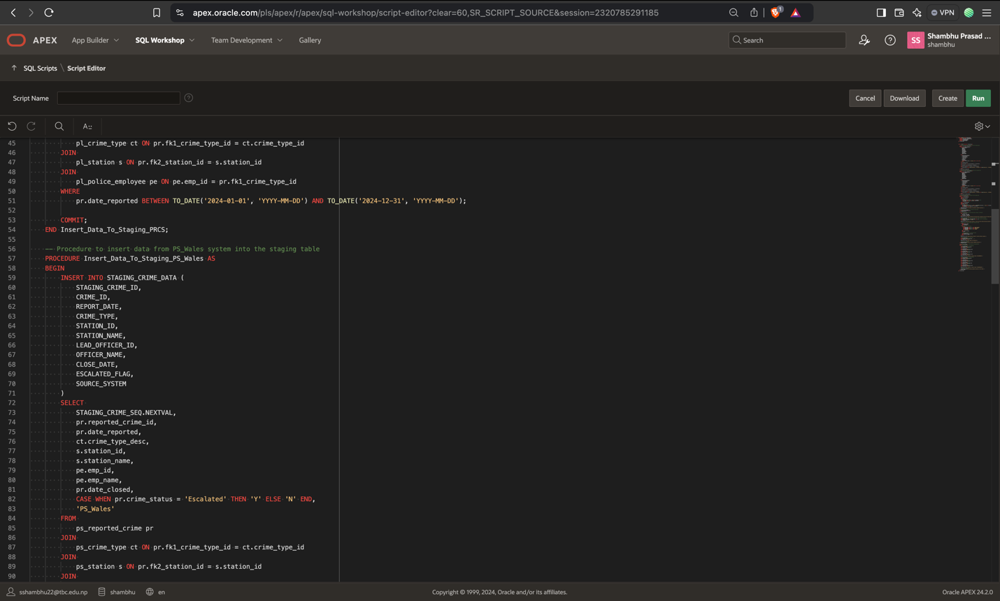 apex.oracle.com/pls/apex/r/apex/sql-workshop/script-editor?clear=60,SR_SCRIPT_SOURCE&session=2320785291185
1
VPN
APEX
App Builder
SQL Workshop
Team Development
Gallery
Search
SS
Shambhu Prasad ...
shambhu
SQL Scripts \ Script Editor
Script Name
Cancel
Download
Create
Run
45 pl_crime_type ct ON pr.fk1_crime_type_id = ct.crime_type_id
46 JOIN
47 pl_station s ON pr.fk2_station_id = s.station_id
48 JOIN
49 pl_police_employee pe ON pe.emp_id = pr.fk1_crime_type_id
50 WHERE
51 pr.date_reported BETWEEN TO_DATE('2024-01-01', 'YYYY-MM-DD') AND TO_DATE('2024-12-31', 'YYYY-MM-DD');
52
53 COMMIT;
54 END Insert_Data_To_Staging_PRCS;
55
56 -- Procedure to insert data from PS_Wales system into the staging table
57 PROCEDURE Insert_Data_To_Staging_PS_Wales AS
58 BEGIN
59 INSERT INTO STAGING_CRIME_DATA (
60 STAGING_CRIME_ID,
61 CRIME_ID,
62 REPORT_DATE,
63 CRIME_TYPE,
64 STATION_ID,
65 STATION_NAME,
66 LEAD_OFFICER_ID,
67 OFFICER_NAME,
68 CLOSE_DATE,
69 ESCALATED_FLAG,
70 SOURCE_SYSTEM
71 )
72 SELECT
73 STAGING_CRIME_SEQ.NEXTVAL,
74 pr.reported_crime_id,
75 pr.date_reported,
76 ct.crime_type_desc,
77 s.station_id,
78 s.station_name,
79 pe.emp_id,
80 pe.emp_name,
81 pr.date_closed,
82 CASE WHEN pr.crime_status = 'Escalated' THEN 'Y' ELSE 'N' END,
83 'PS_Wales'
84 FROM
85 ps_reported_crime pr
86 JOIN
87 ps_crime_type ct ON pr.fk1_crime_type_id = ct.crime_type_id
88 JOIN
89 ps_station s ON pr.fk2_station_id = s.station_id
90 JOIN
sshambhu22@tbc.edu.np
shambhu
en
Copyright © 1999, 2024, Oracle and/or its affiliates.
Oracle APEX 24.2.0